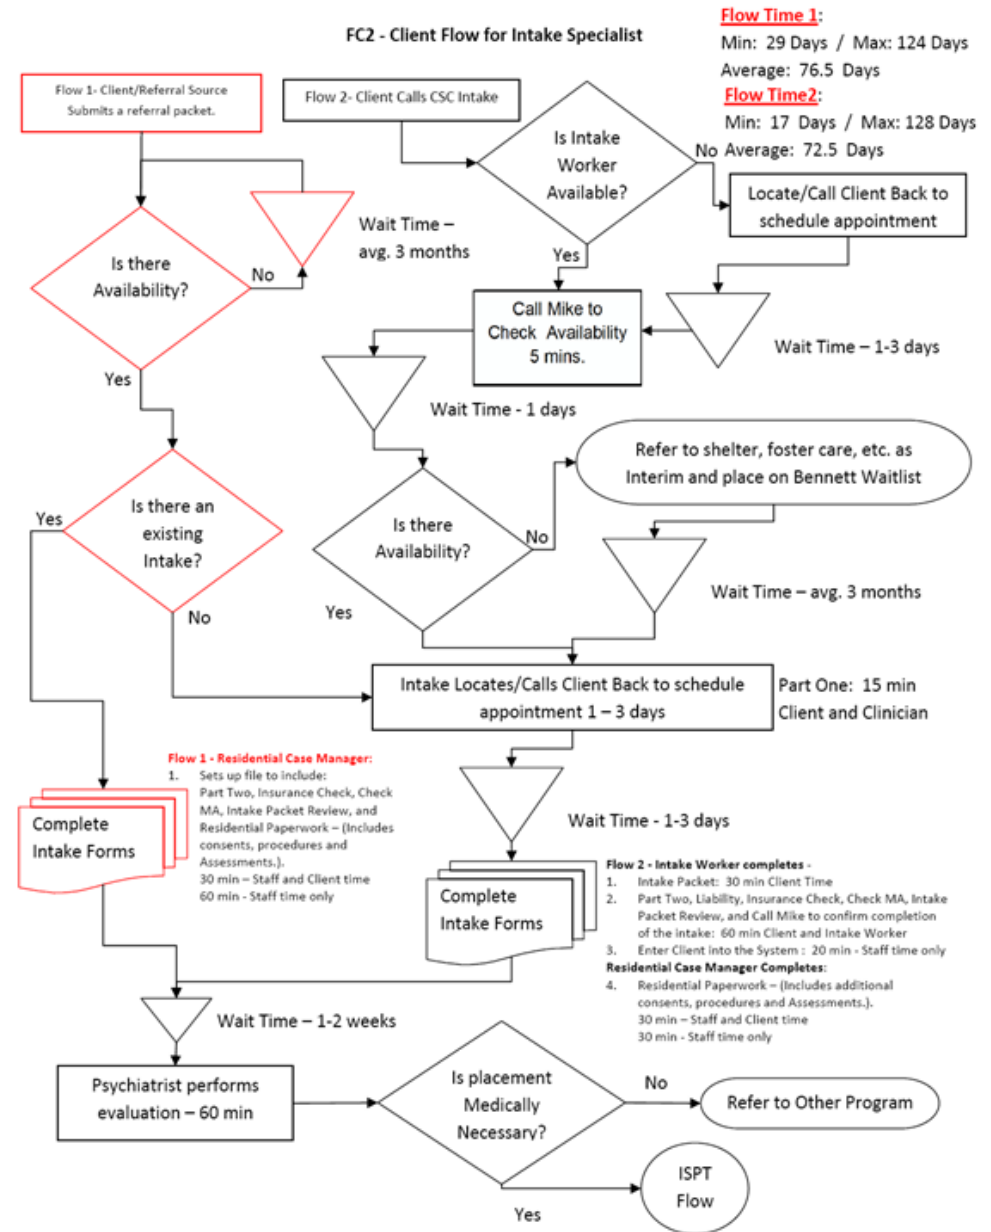 FC2 - Client Flow for Intake Specialist
Flow Time 1:
Min: 29 Days / Max: 124 Days
Average: 76.5 Days
Flow Time2:
Min: 17 Days / Max: 128 Days
Average: 72.5 Days
Flow 1- Client/Referral Source
Submits a referral packet.
Flow 2- Client Calls CSC Intake
Is Intake
Worker
Available?
No
Locate/Call Client Back to
schedule appointment
Wait Time –
avg. 3 months
Is there
Availability?
No
Yes
Yes
Call Mike to
Check Availability
5 mins.
Wait Time – 1-3 days
Wait Time - 1 days
Refer to shelter, foster care, etc. as
Interim and place on Bennett Waitlist
Is there an
existing
Intake?
Yes
No
Is there
Availability?
No
Yes
Wait Time – avg. 3 months
Intake Locates/Calls Client Back to schedule
appointment 1 – 3 days
Part One: 15 min
Client and Clinician
Flow 1 - Residential Case Manager:
1. Sets up file to include:
Part Two, Insurance Check, Check
MA, Intake Packet Review, and
Residential Paperwork – (Includes
consents, procedures and
Assessments.).
30 min – Staff and Client time
60 min - Staff time only
Complete
Intake Forms
Wait Time - 1-3 days
Complete
Intake Forms
Flow 2 - Intake Worker completes -
1. Intake Packet: 30 min Client Time
2. Part Two, Liability, Insurance Check, Check MA, Intake
Packet Review, and Call Mike to confirm completion
of the intake: 60 min Client and Intake Worker
3. Enter Client into the System : 20 min - Staff time only
Residential Case Manager Completes:
4. Residential Paperwork – (Includes additional
consents, procedures and Assessments.).
30 min – Staff and Client time
30 min - Staff time only
Wait Time – 1-2 weeks
Psychiatrist performs
evaluation – 60 min
Is placement
Medically
Necessary?
No
Refer to Other Program
Yes
ISPT
Flow